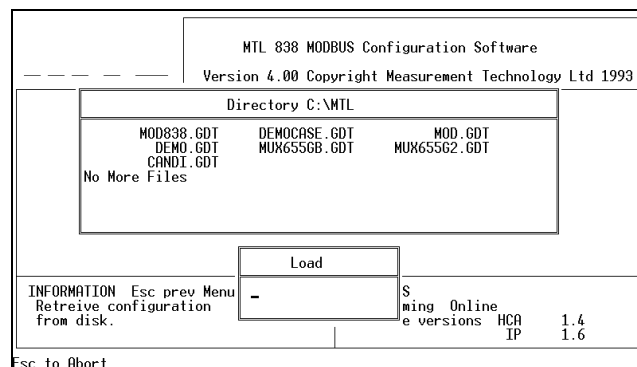 MTL 838 MODBUS Configuration Software
Version 4.00 Copyright Measurement Technology Ltd 1993
Directory C:\MTL
MOD838.GDT DEMOCASE.GDT MOD.GDT
DEMO.GDT MUX655GB.GDT MUX655G2.GDT
CANDI.GDT
No More Files
Load
INFORMATION Esc prev Menu S
Retreive configuration ming Online
from disk. e versions HCA 1.4
IP 1.6
Esc to Abort